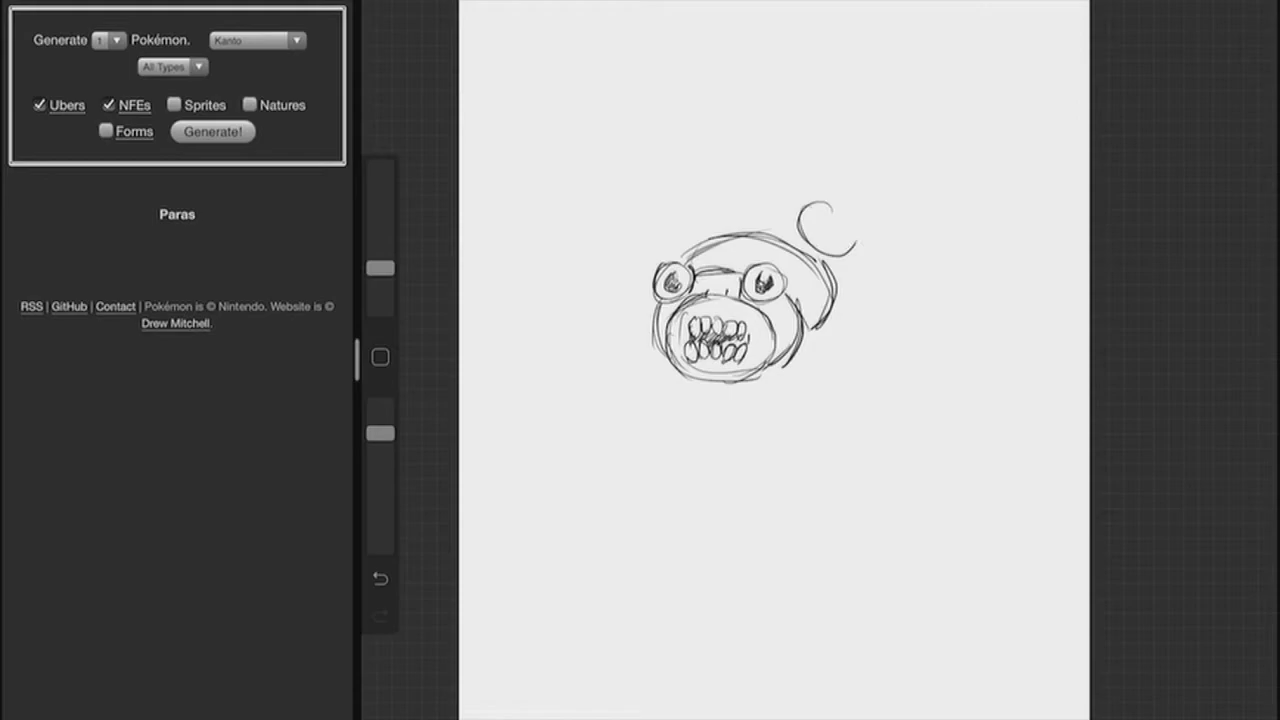 Generate 1 Pokémon. Kanto
All Types
Ubers NFEs Sprites Natures
Forms Generate!
Paras
RSS | GitHub | Contact | Pokémon is © Nintendo. Website is ©
Drew Mitchell.